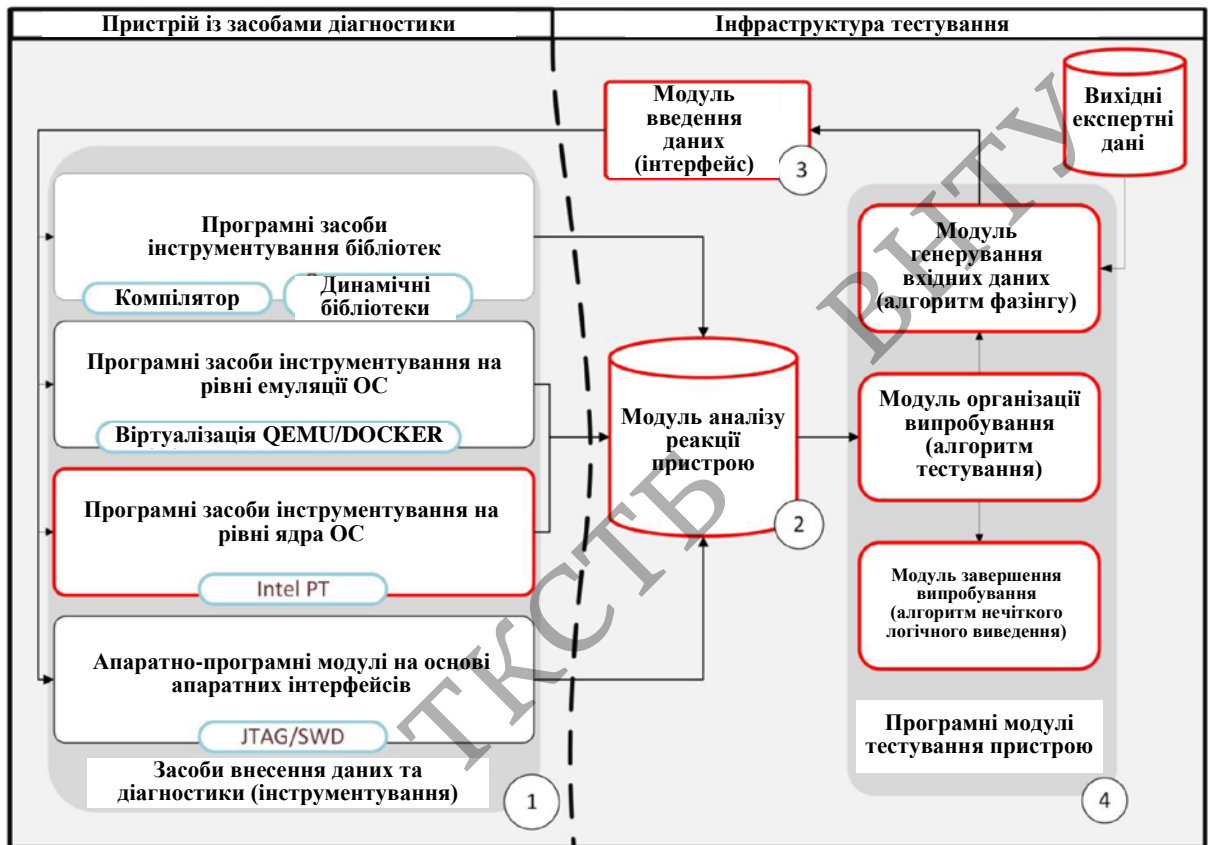 Пристрій із засобами діагностики
Інфраструктура тестування
Модуль
введення
даних
(інтерфейс)
3
Вихідні
експертні
дані
Програмні засоби
інструментування бібліотек
Компілятор
Динамічні
бібліотеки
Програмні засоби інструментування на
рівні емуляції ОС
Віртуалізація QEMU/DOCKER
Програмні засоби інструментування на
рівні ядра ОС
Intel PT
Апаратно-програмні модулі на основі
апаратних інтерфейсів
JTAG/SWD
Засоби внесення даних та
діагностики (інструментування)
1
Модуль аналізу
реакції
пристрою
2
Модуль
генерування
вхідних даних
(алгоритм фазінгу)
Модуль організації
випробування
(алгоритм
тестування)
Модуль завершення
випробування
(алгоритм нечіткого
логічного виведення)
Програмні модулі
тестування пристрою
4
ТКСТБ ВНТУ